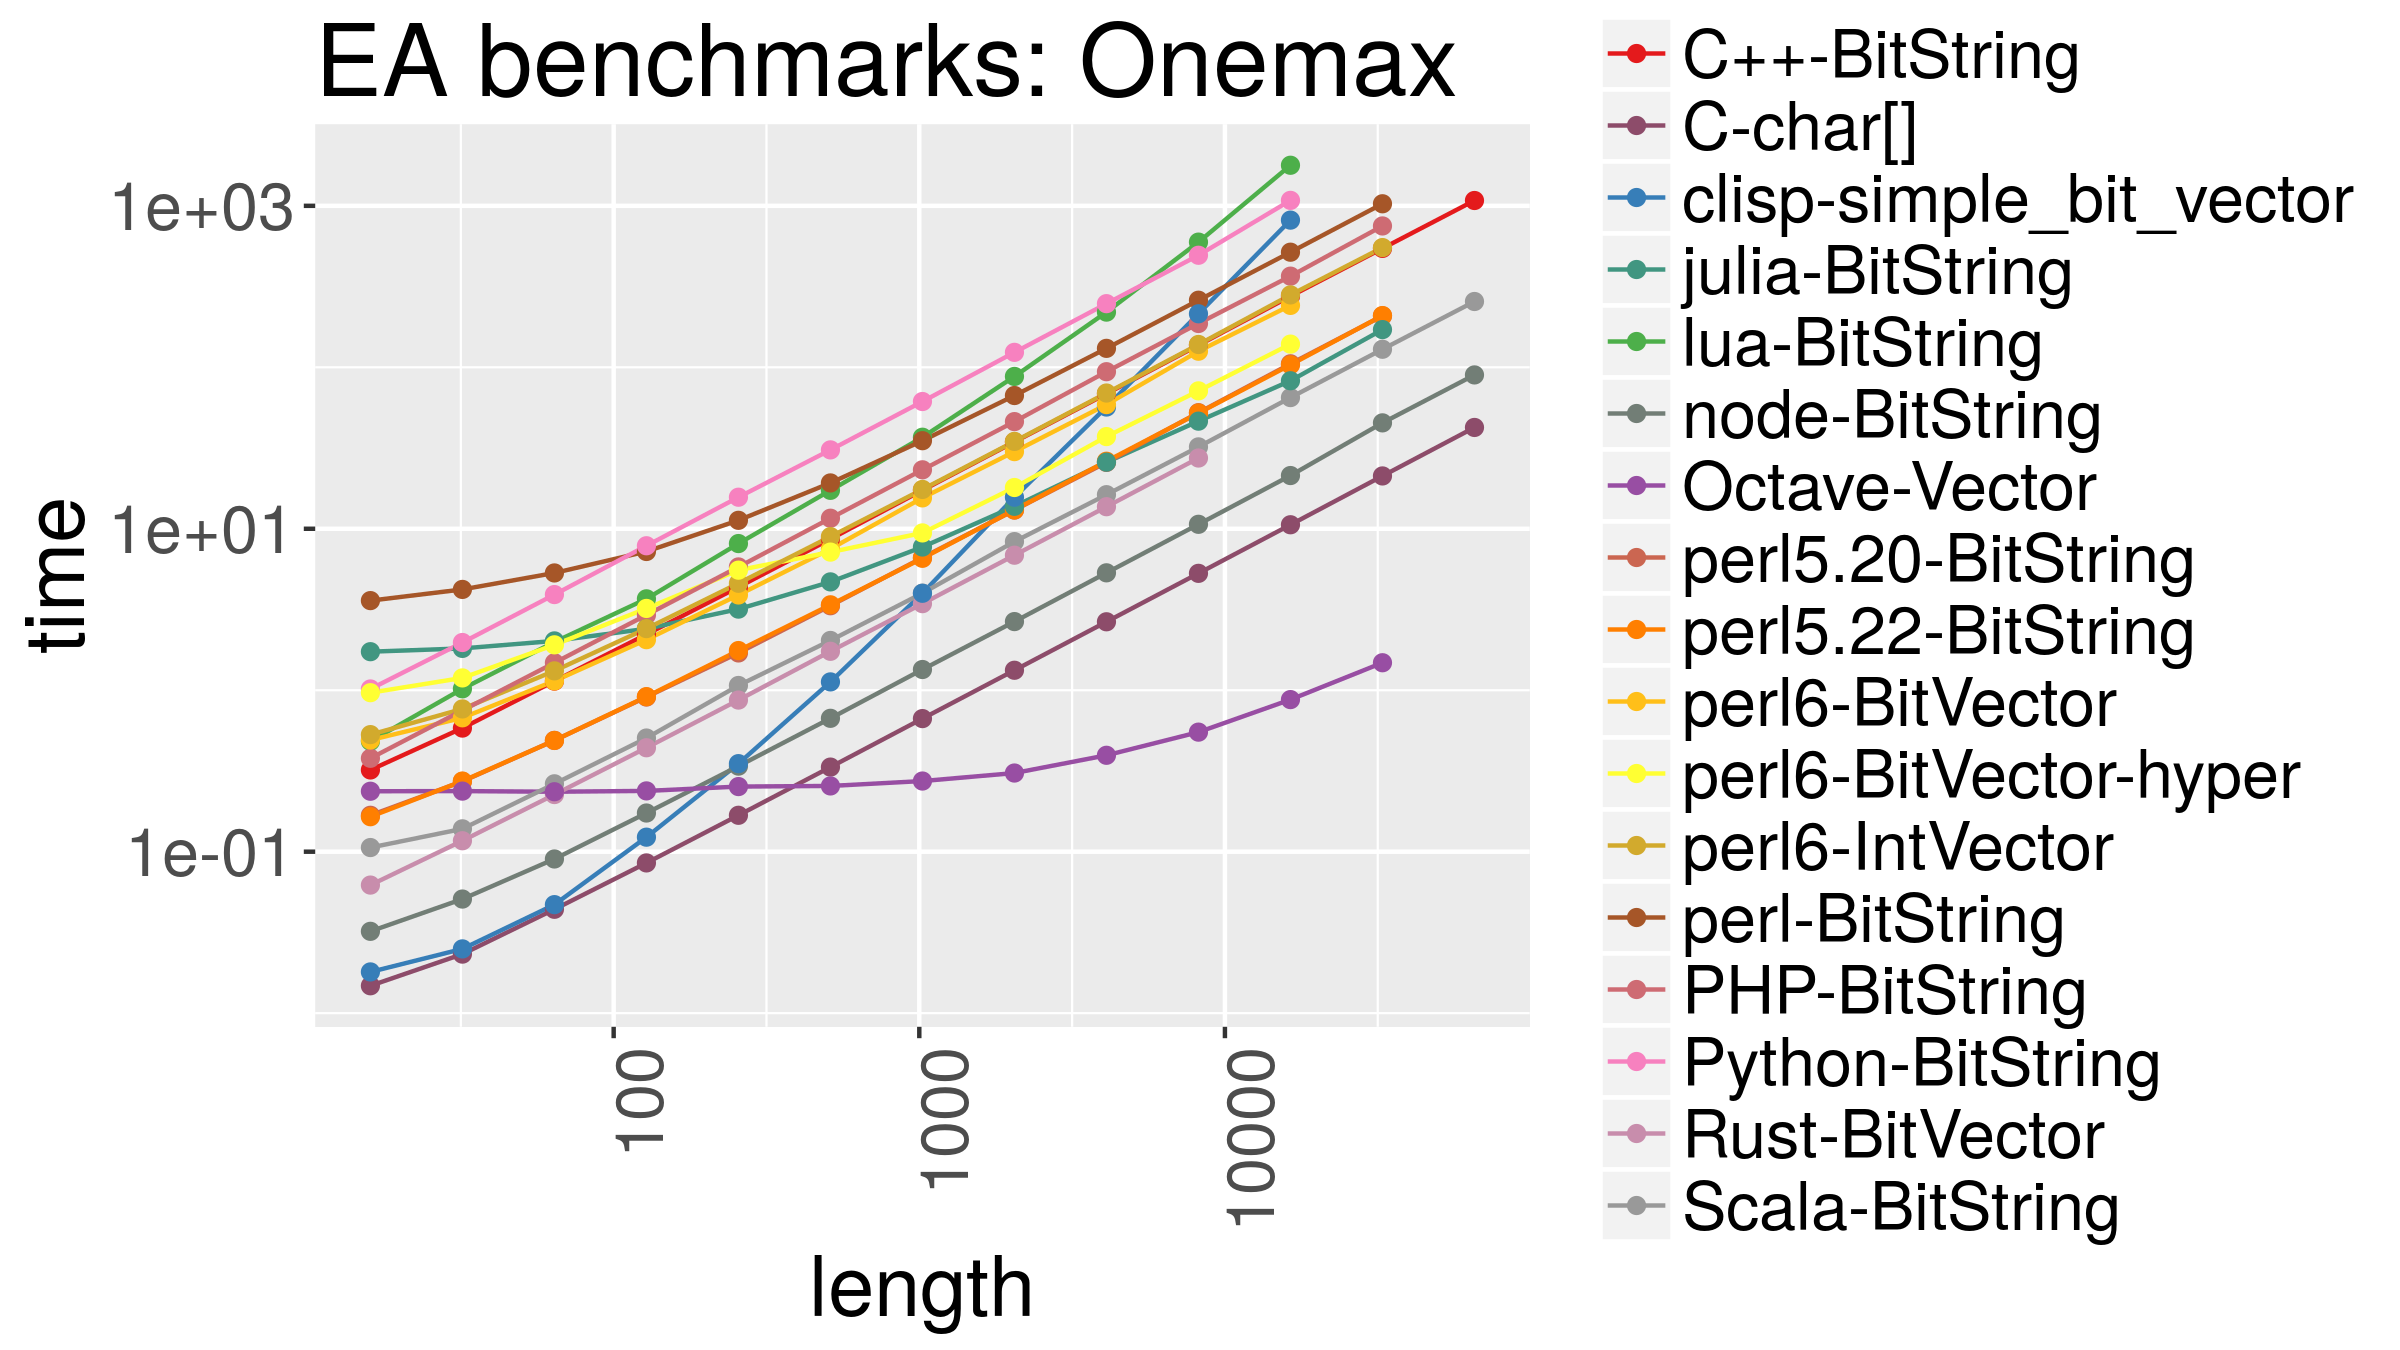 EA benchmarks: Onemax
1e+03
1e+01
1e-01
time
100
1000
10000
length
C++-BitString
C-char[]
clisp-simple_bit_vector
julia-BitString
lua-BitString
node-BitString
Octave-Vector
perl5.20-BitString
perl5.22-BitString
perl6-BitVector
perl6-BitVector-hyper
perl6-IntVector
perl-BitString
PHP-BitString
Python-BitString
Rust-BitVector
Scala-BitString